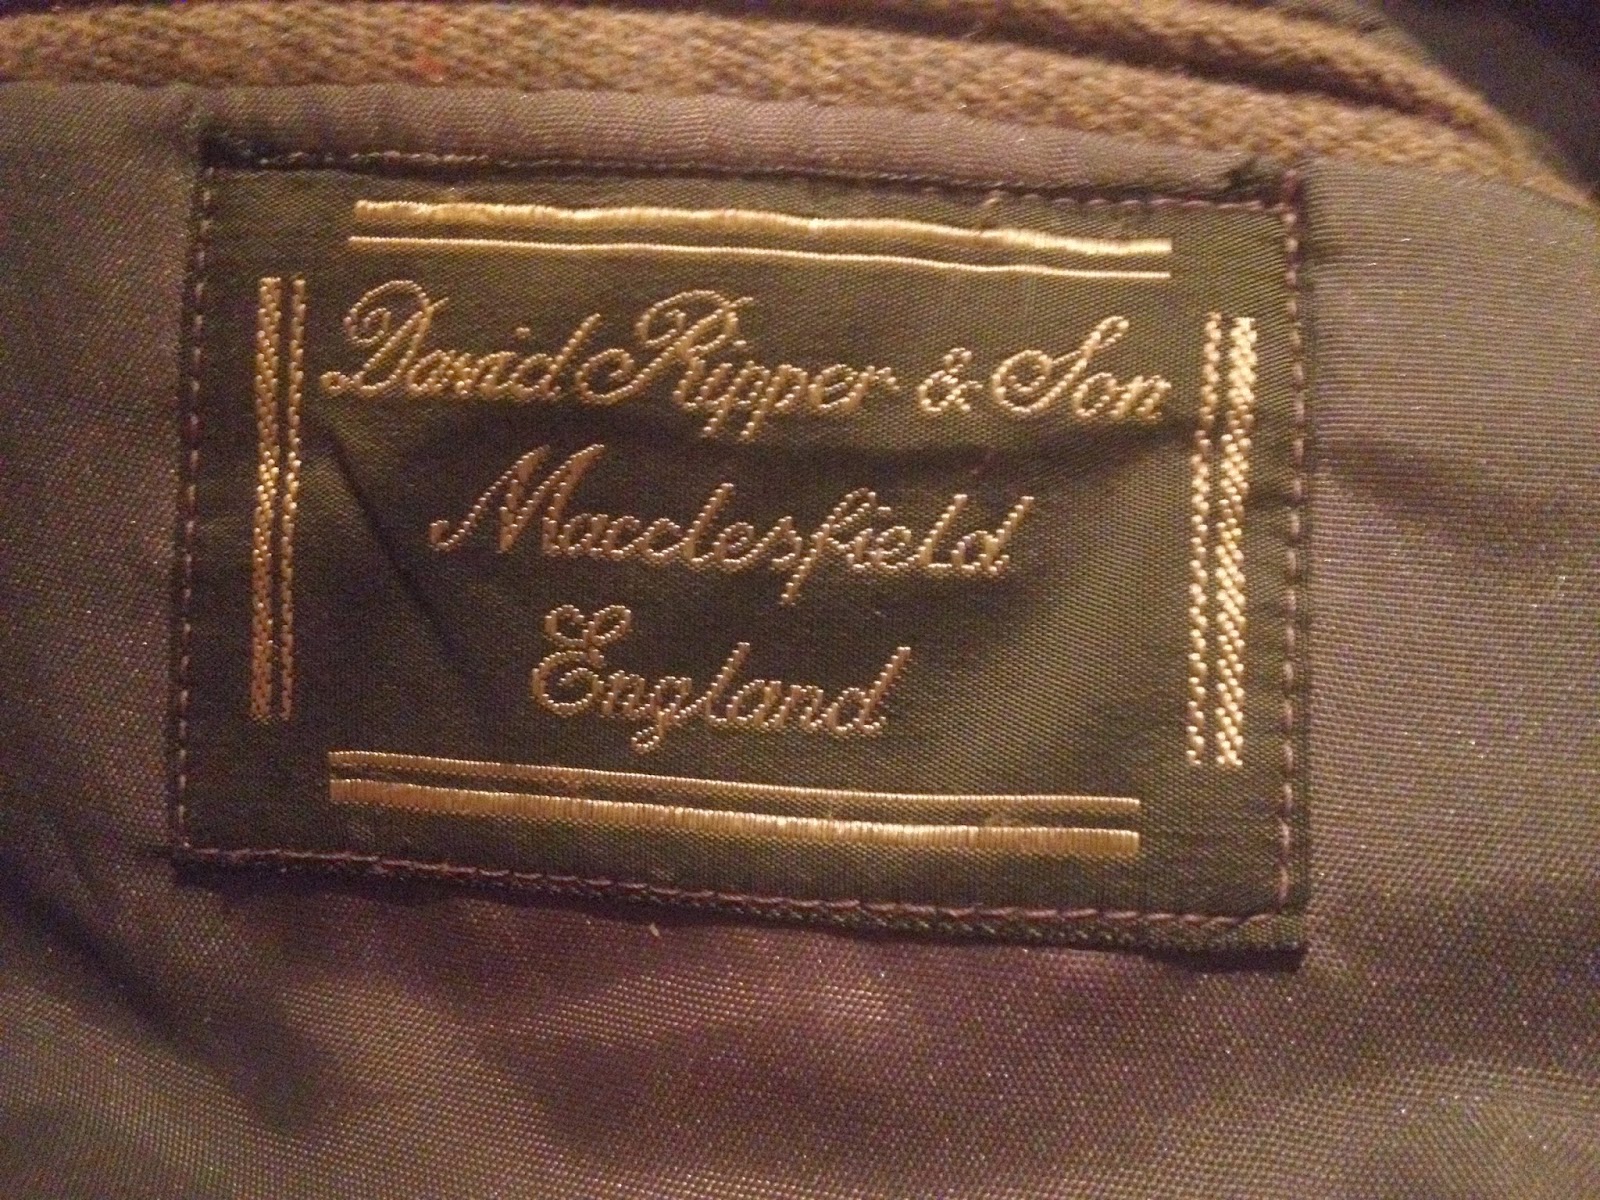 David Ripper & Son
Macclesfield
England